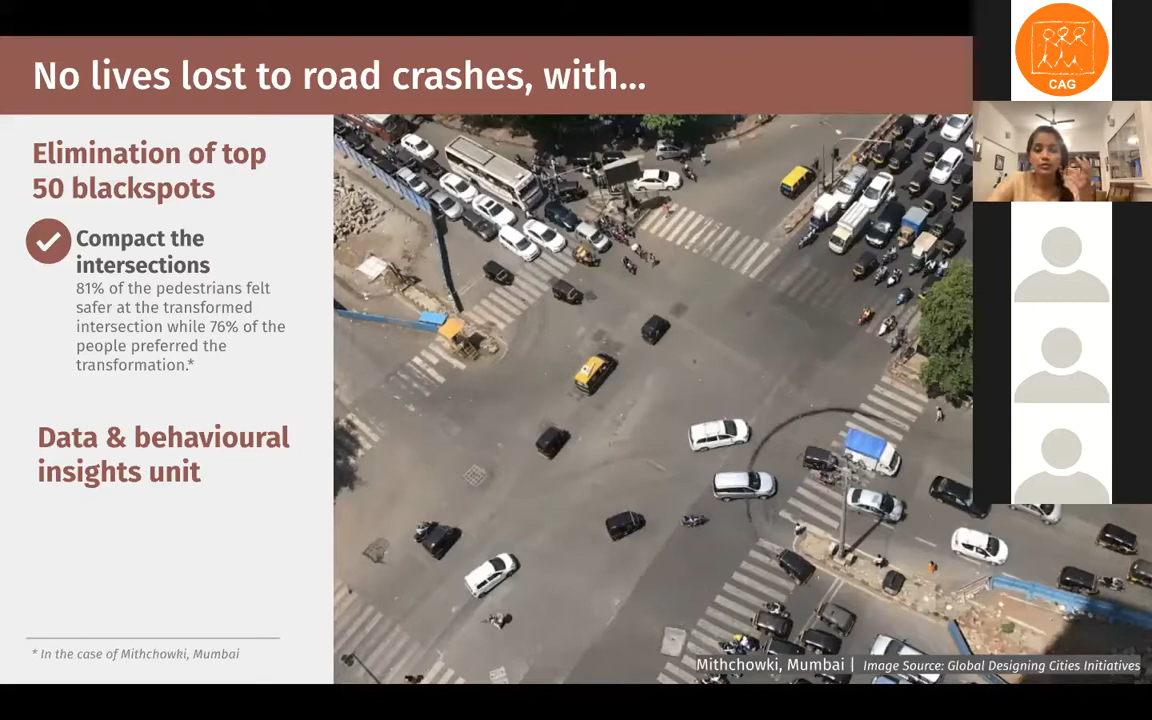 No lives lost to road crashes, with...
Elimination of top
50 blackspots
Compact the
intersections
81% of the pedestrians felt
safer at the transformed
intersection while 76% of the
people preferred the
transformation.*
Data & behavioural
insights unit
* In the case of Mithchowki, Mumbai
Mithchowki, Mumbai | Image Source: Global Designing Cities Initiatives
CAG